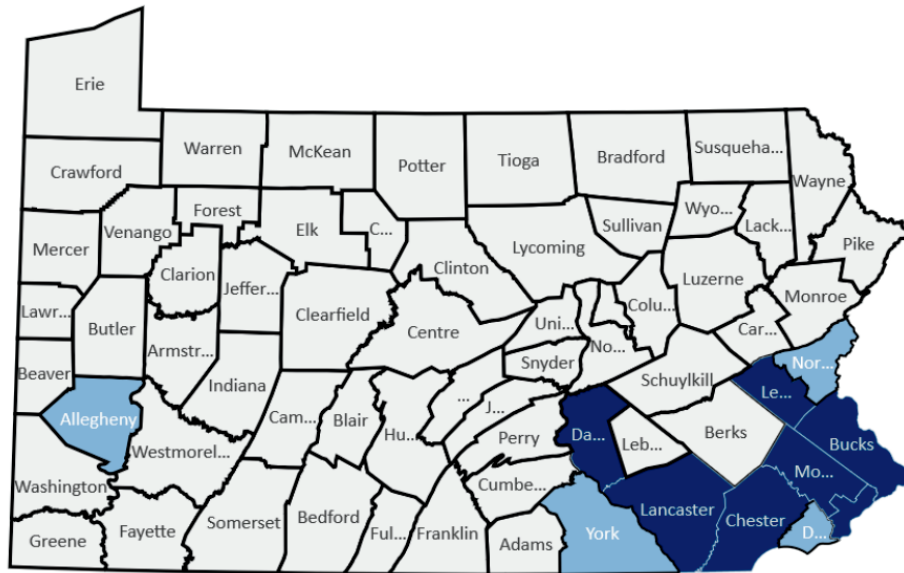 Erie
Warren
McKean
Potter
Tioga
Bradford
Susqueha...
Wayne
Crawford
Forest
Elk
C...
Sullivan
Wyo...
Lack...
Pike
Mercer
Venango
Clarion
Jeffer...
Clinton
Lycoming
Luzerne
Monroe
Lawr...
Butler
Clearfield
Centre
Uni...
Colu...
Car...
Armstr...
Indiana
Snyder
No...
Nor...
Beaver
Schuylkill
Le...
Allegheny
Cam...
Blair
Hu...
...
J...
Perry
Da...
Leb...
Berks
Bucks
Westmorel...
Mo...
Washington
Cumbe...
Lancaster
Chester
D...
Greene
Fayette
Somerset
Bedford
Ful...
Franklin
Adams
York